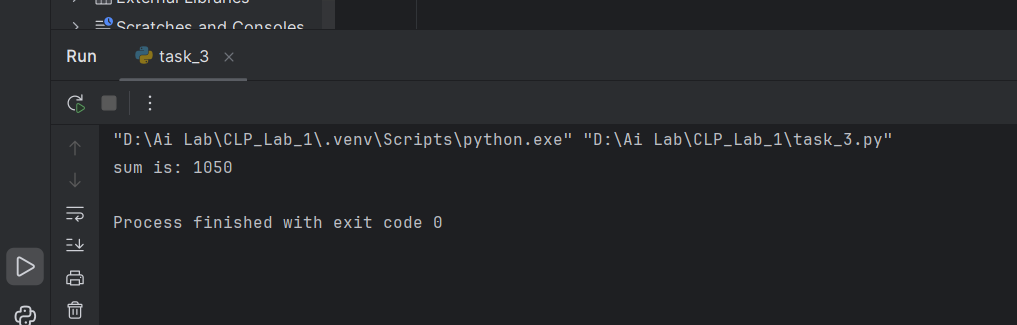 External Libraries
Scratches and Consoles
Run task_3
"D:\Ai Lab\CLP_Lab_1\.venv\Scripts\python.exe" "D:\Ai Lab\CLP_Lab_1\task_3.py"
sum is: 1050
Process finished with exit code 0